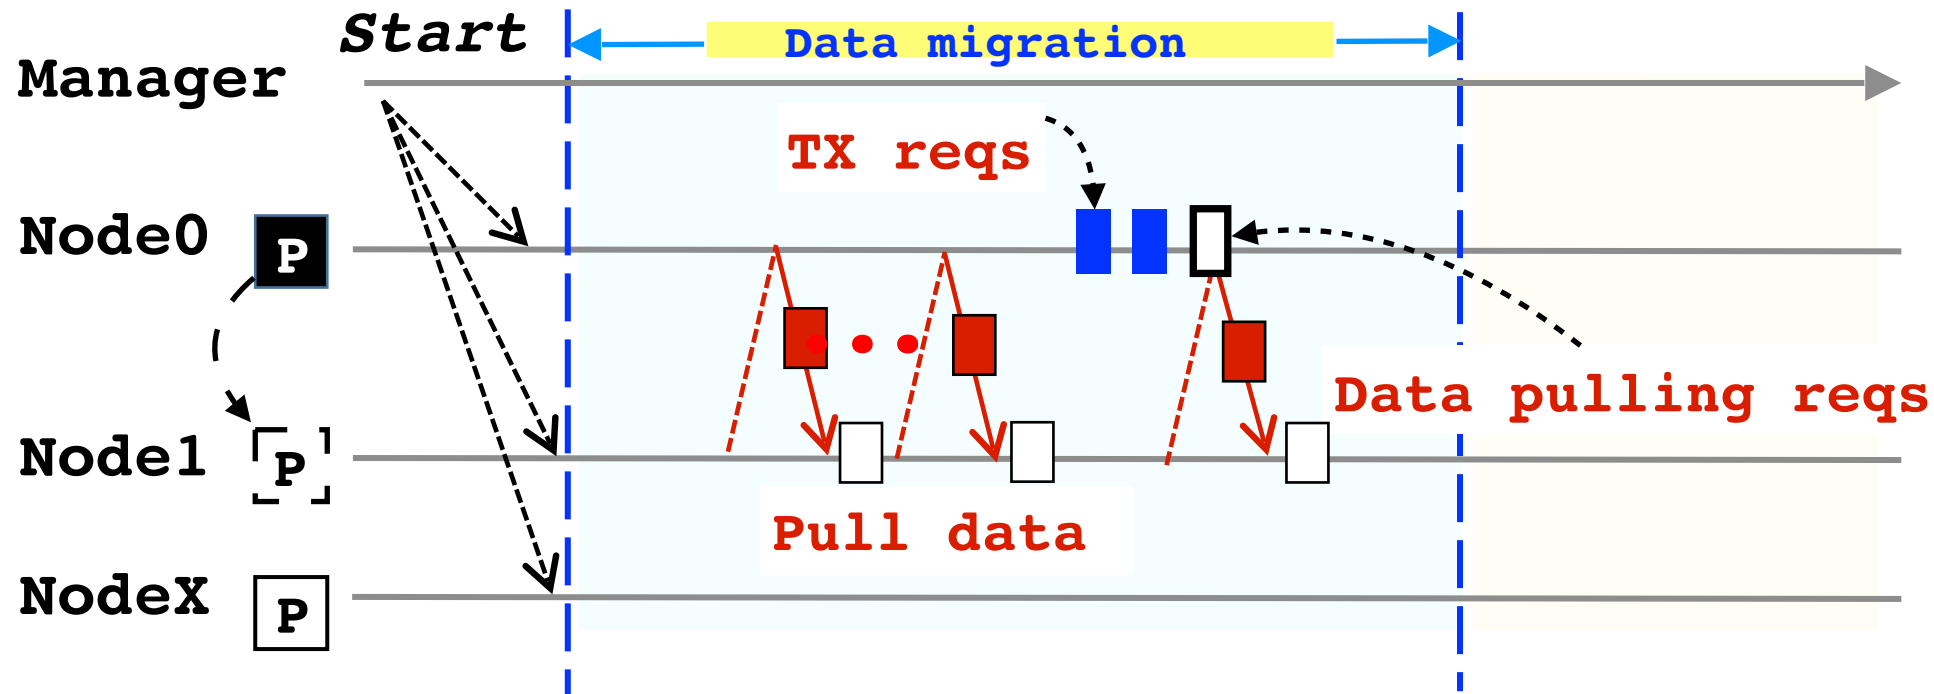 Start
Data migration
Manager
TX reqs
Node0 P
Data pulling reqs
Node1 P
Pull data
NodeX P